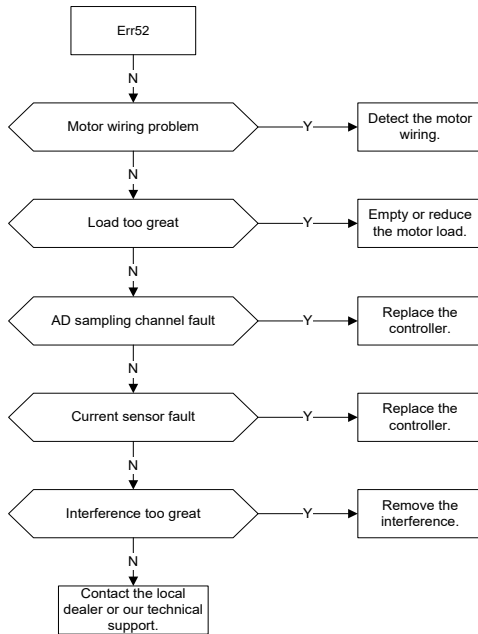 Err52
N
Motor wiring problem
Y
Detect the motor
wiring.
N
Load too great
Y
Empty or reduce
the motor load.
N
AD sampling channel fault
Y
Replace the
controller.
N
Current sensor fault
Y
Replace the
controller.
N
Interference too great
Y
Remove the
interference.
N
Contact the local
dealer or our technical
support.